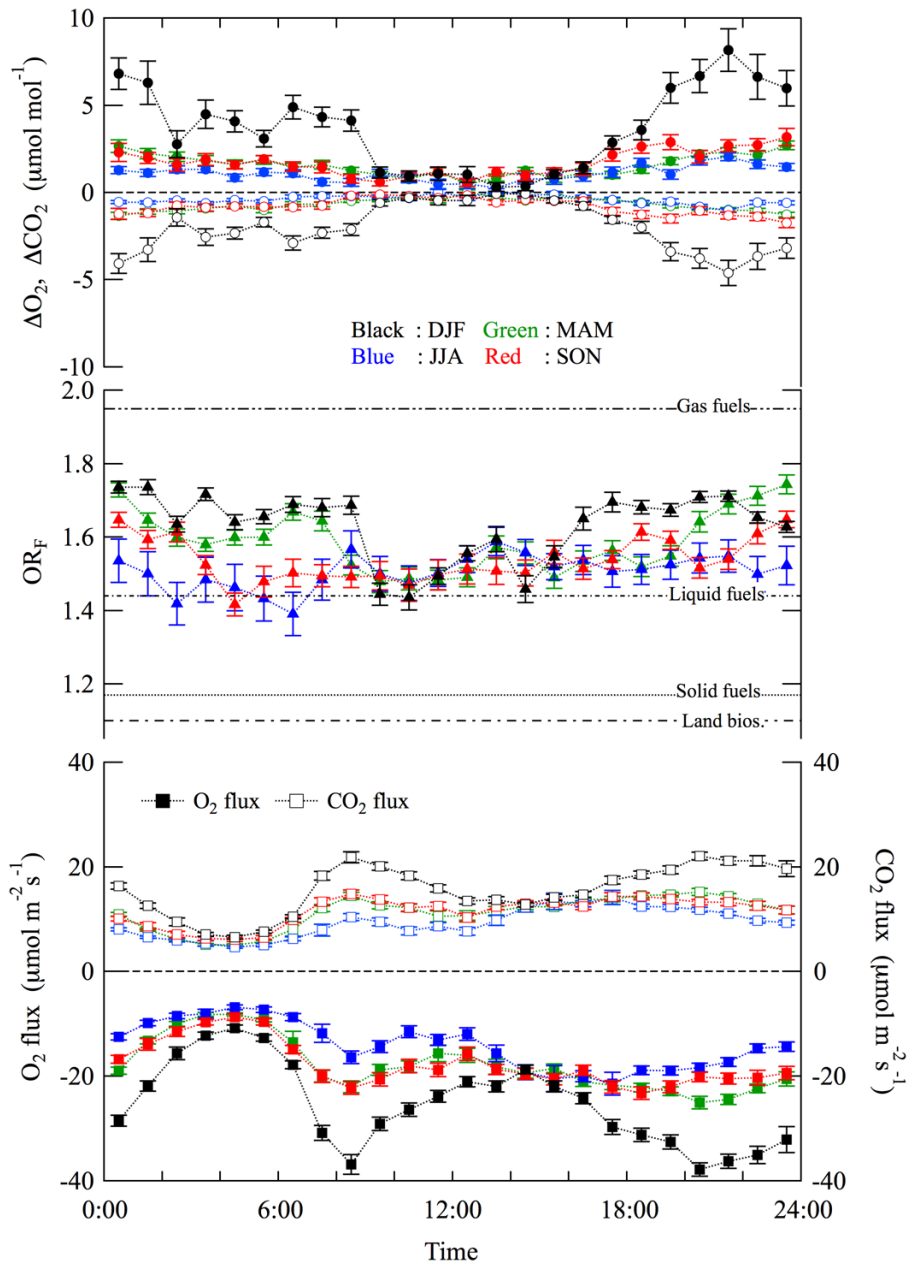 10
5
0
-5
-10
ΔO₂, ΔCO₂ (μmol mol⁻¹)
Black : DJF Green : MAM
Blue : JJA Red : SON
2.0
1.8
1.6
1.4
1.2
OR_F
Gas fuels
Liquid fuels
Solid fuels
Land bios.
40
20
0
-20
-40
O₂ flux (μmol m⁻² s⁻¹)
O₂ flux CO₂ flux
40
20
0
-20
-40
CO₂ flux (μmol m⁻² s⁻¹)
0:00 6:00 12:00 18:00 24:00
Time